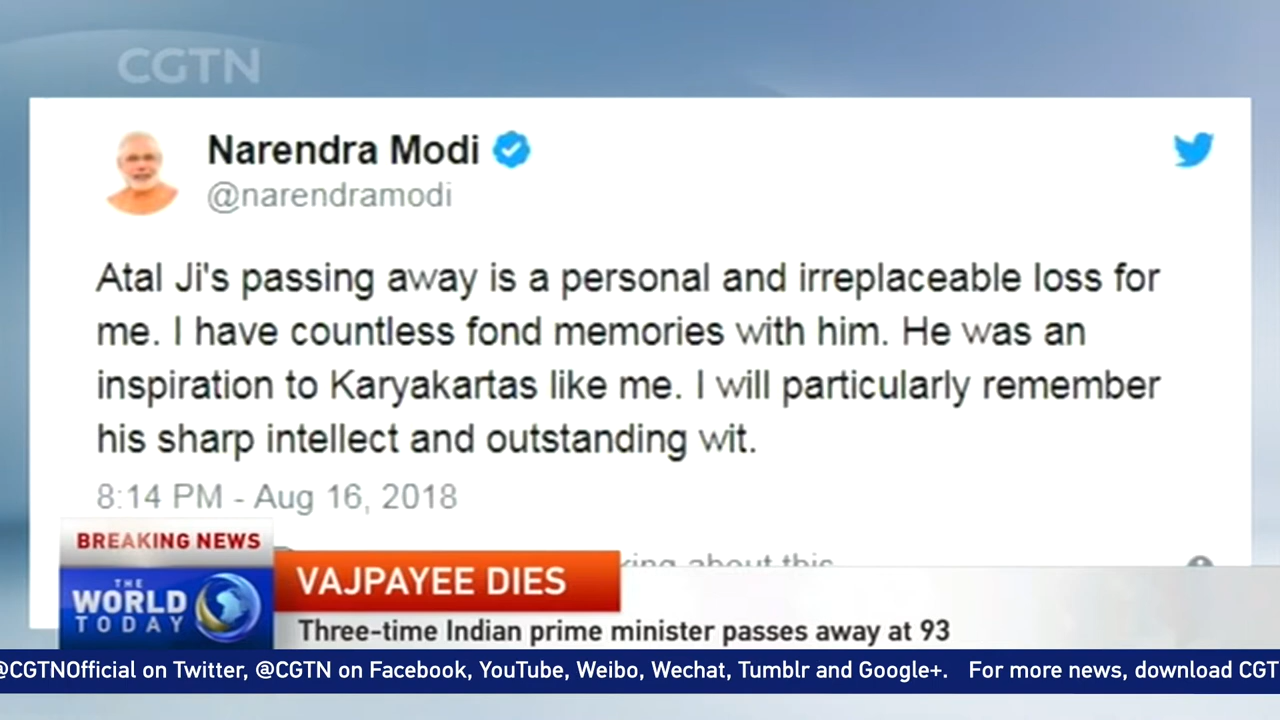 CGTN
Narendra Modi
@narendramodi
Atal Ji's passing away is a personal and irreplaceable loss for
me. I have countless fond memories with him. He was an
inspiration to Karyakartas like me. I will particularly remember
his sharp intellect and outstanding wit.
8:14 PM - Aug 16, 2018
about this
BREAKING NEWS
VAJPAYEE DIES
THE
WORLD
TODAY
Three-time Indian prime minister passes away at 93
@CGTNOfficial on Twitter, @CGTN on Facebook, YouTube, Weibo, Wechat, Tumblr and Google+. For more news, download CGT